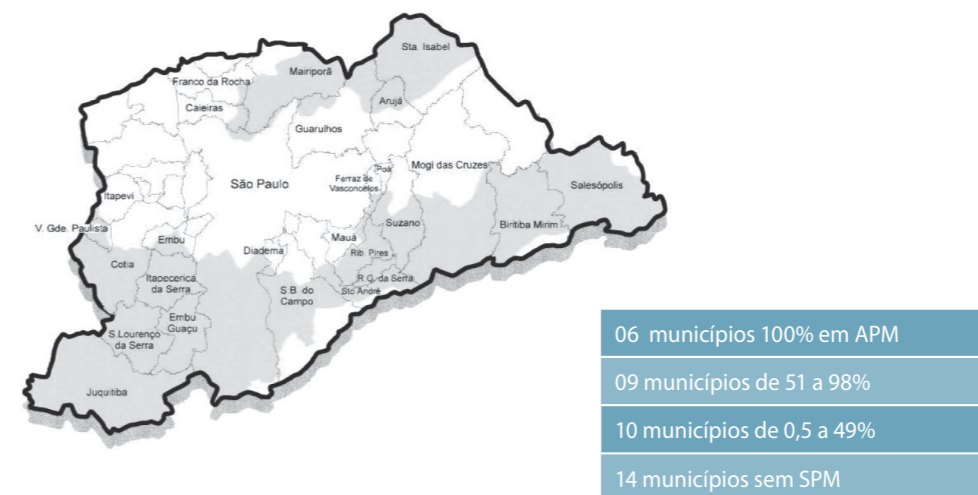 Sta. Isabel
Mairiporã
Franco da Rocha
Arujá
Caieiras
Guarulhos
Mogi das Cruzes
Poá
Ferraz de
Vasconcelos
São Paulo
Salesópolis
Itapevi
Suzano
Biritiba Mirim
V. Gde. Paulista
Embu
Mauá
Diadema
Rib. Pires
Cotia
Itapecerica
da Serra
R.G. da Serra
S.B. do
Campo
Sto André
Embu
Guaçu
S.Lourenço
da Serra
Juquitiba
06 municípios 100% em APM
09 municípios de 51 a 98%
10 municípios de 0,5 a 49%
14 municípios sem SPM